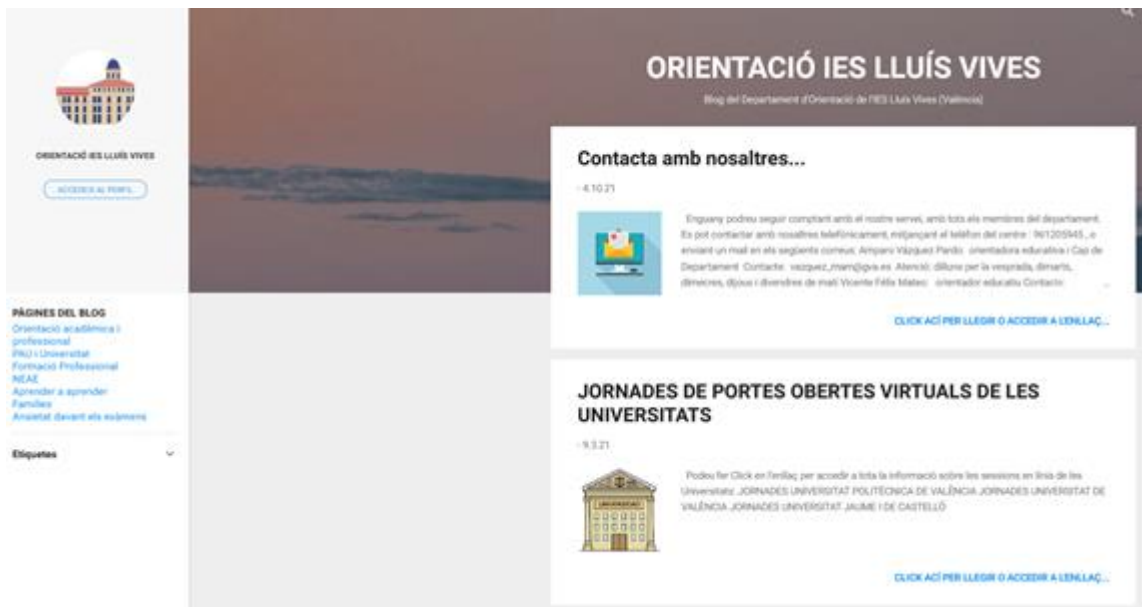 ORIENTACIÓ IES LLUÍS VIVES
ACCEDEIX AL PERFIL
PÀGINES DEL BLOG
Orientació acadèmica i
professional
PAU i Universitat
Formació Professional
NEAE
Aprender a aprender
Famílies
Ansietat davant els exàmens
Etiquetes
ORIENTACIÓ IES LLUÍS VIVES
Blog del Departament d'Orientació de l'IES Lluís Vives (València)
Contacta amb nosaltres...
- 4.10.21
Enguany podreu seguir comptant amb el nostre servei, amb tots els membres del departament.
Es pot contactar amb nosaltres telefònicament, mitjançant el telèfon del centre : 961205945 , o
enviant un mail en els següents correus: Amparo Vázquez Pardo: orientadora educativa i Cap de
Departament Contacte: vazquez_mam@gva.es Atenció: dilluns per la vesprada, dimarts,
dimecres, dijous i divendres de matí Vicente Félix Mateo: orientador educatiu Contacte: ...
CLICK ACÍ PER LLEGIR O ACCEDIR A L'ENLLAÇ...
JORNADES DE PORTES OBERTES VIRTUALS DE LES
UNIVERSITATS
- 9.3.21
UNIVERSITAT
Podeu fer Click en l'enllaç per accedir a tota la informació sobre les sessions en línia de les
Universitats: JORNADES UNIVERSITAT POLITÈCNICA DE VALÈNCIA JORNADES UNIVERSITAT DE
VALÈNCIA JORNADES UNIVERSITAT JAUME I DE CASTELLÓ
CLICK ACÍ PER LLEGIR O ACCEDIR A L'ENLLAÇ...